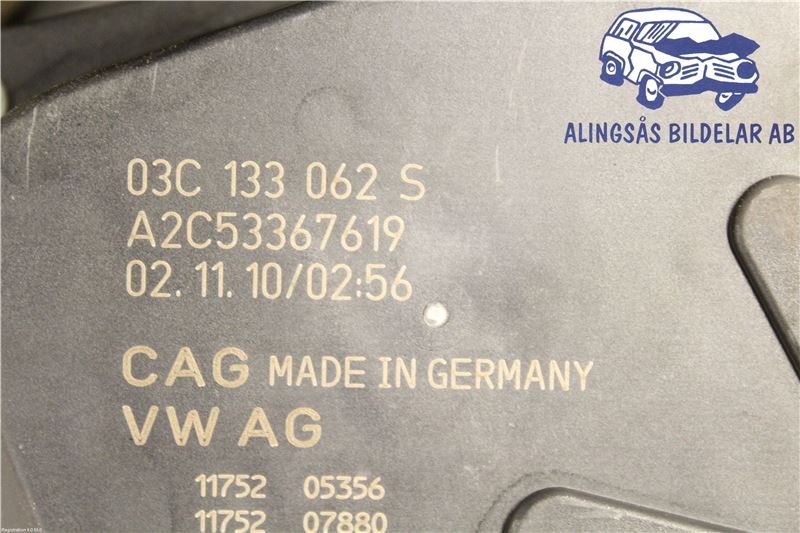 ALINGSÅS BILDELAR AB
03C 133 062 S
A2C53367619
02.11.10/02:56
CAG MADE IN GERMANY
VW AG
11752 05356
11752 07880